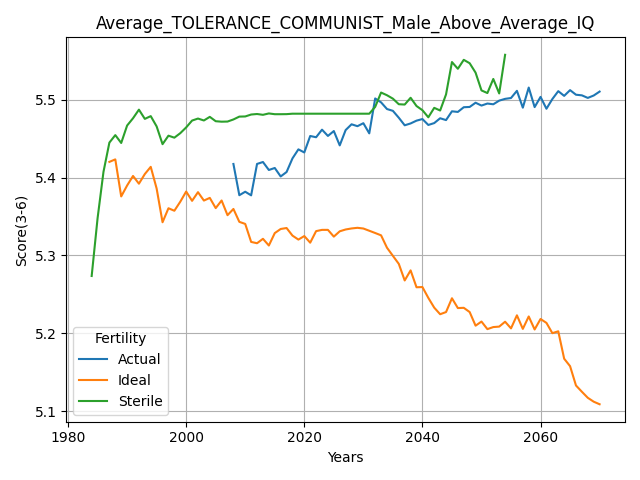 Average_TOLERANCE_COMMUNIST_Male_Above_Average_IQ
Score(3-6)
5.5
5.4
5.3
5.2
5.1
Fertility
Actual
Ideal
Sterile
1980 2000 2020 2040 2060
Years